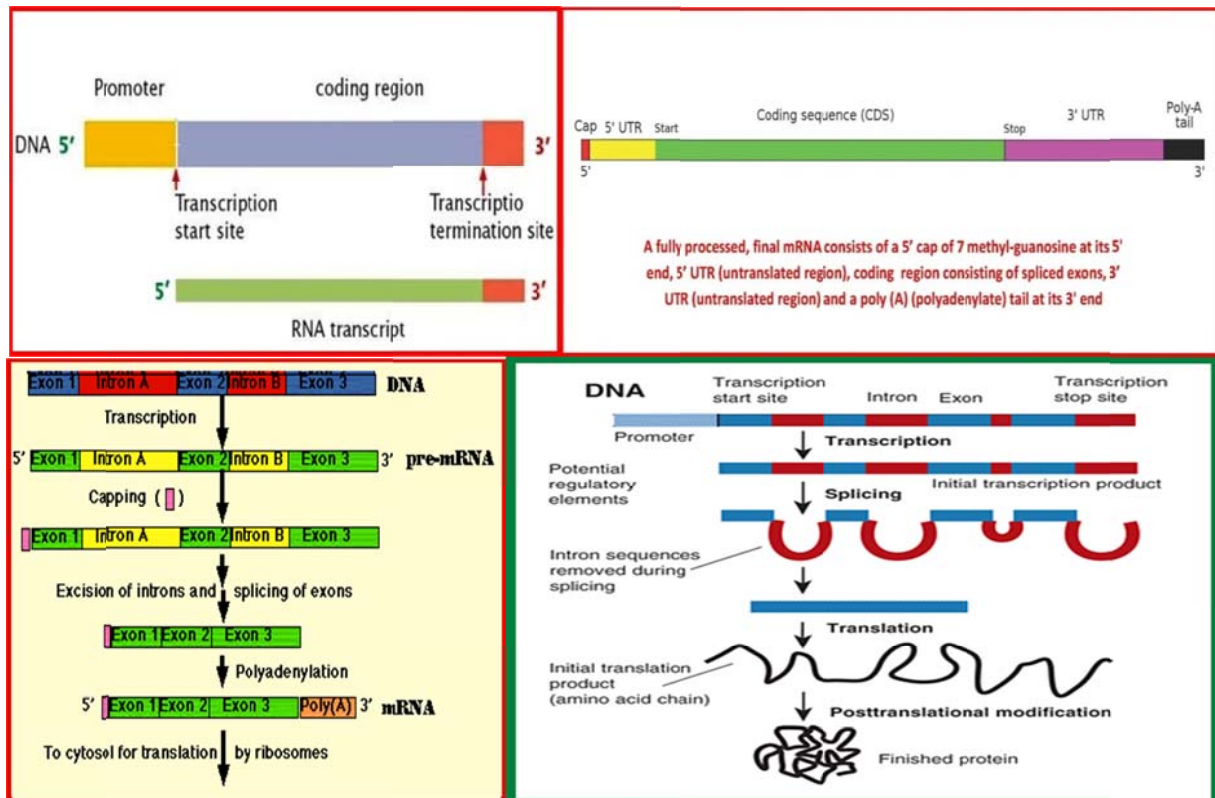 Promoter
coding region
DNA 5’
3’
Transcription
start site
Transcriptio
termination site
5’
3’
RNA transcript
Cap
5’ UTR
Start
Coding sequence (CDS)
Stop
3’ UTR
Poly-A
tail
5’
3’
A fully processed, final mRNA consists of a 5’ cap of 7 methyl-guanosine at its 5’
end, 5’ UTR (untranslated region), coding region consisting of spliced exons, 3’
UTR (untranslated region) and a poly (A) (polyadenylate) tail at its 3’ end
Exon 1 Intron A Exon 2 Intron B Exon 3 DNA
Transcription
5’ Exon 1 Intron A Exon 2 Intron B Exon 3 3’ pre-mRNA
Capping ( )
Exon 1 Intron A Exon 2 Intron B Exon 3
Excision of introns and splicing of exons
Exon 1 Exon 2 Exon 3
Polyadenylation
5’ Exon 1 Exon 2 Exon 3 Poly(A) 3’ mRNA
To cytosol for translation by ribosomes
DNA
Transcription
start site
Intron
Exon
Transcription
stop site
Promoter
Transcription
Potential
regulatory
elements
Initial transcription product
Splicing
Intron sequences
removed during
splicing
Translation
Initial translation
product
(amino acid chain)
Posttranslational modification
Finished protein